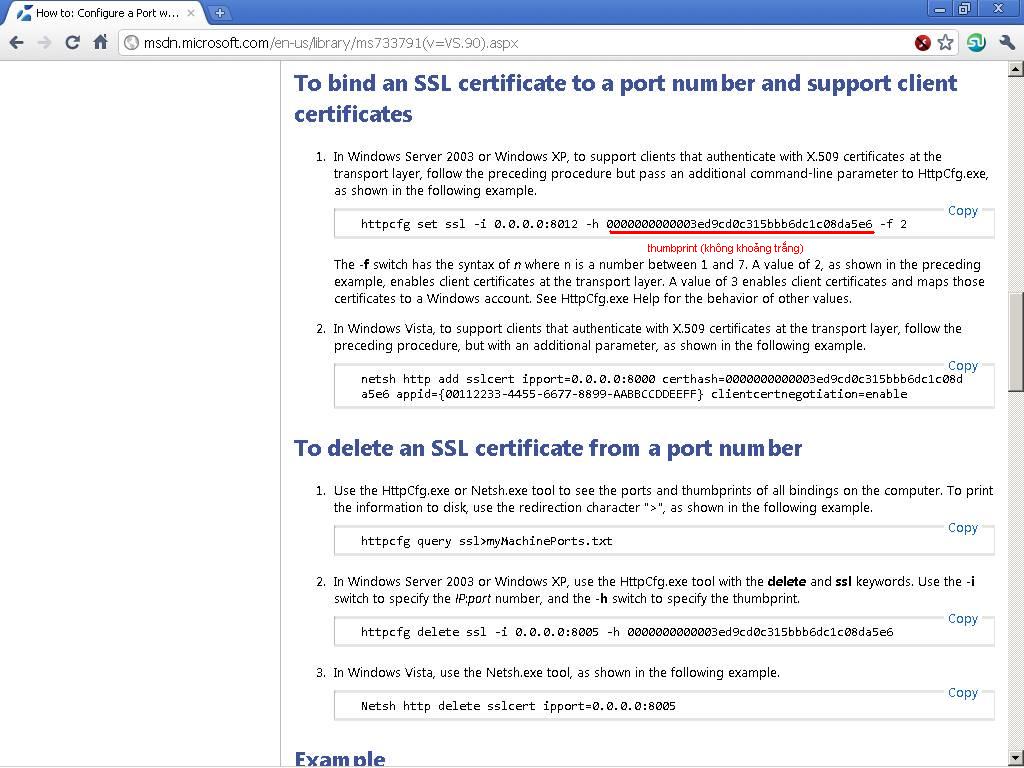 How to: Configure a Port w...
msdn.microsoft.com/en-us/library/ms733791(v=VS.90).aspx
To bind an SSL certificate to a port number and support client
certificates
1. In Windows Server 2003 or Windows XP, to support clients that authenticate with X.509 certificates at the
transport layer, follow the preceding procedure but pass an additional command-line parameter to HttpCfg.exe,
as shown in the following example.
Copy
httpcfg set ssl -i 0.0.0.0:8012 -h 0000000000003ed9cd0c315bbb6dc1c08da5e6 -f 2
thumbprint (không khoảng trắng)
The -f switch has the syntax of n where n is a number between 1 and 7. A value of 2, as shown in the preceding
example, enables client certificates at the transport layer. A value of 3 enables client certificates and maps those
certificates to a Windows account. See HttpCfg.exe Help for the behavior of other values.
2. In Windows Vista, to support clients that authenticate with X.509 certificates at the transport layer, follow the
preceding procedure, but with an additional parameter, as shown in the following example.
Copy
netsh http add sslcert ipport=0.0.0.0:8000 certhash=0000000000003ed9cd0c315bbb6dc1c08d
a5e6 appid={00112233-4455-6677-8899-AABBCCDDEEFF} clientcertnegotiation=enable
To delete an SSL certificate from a port number
1. Use the HttpCfg.exe or Netsh.exe tool to see the ports and thumbprints of all bindings on the computer. To print
the information to disk, use the redirection character ">", as shown in the following example.
Copy
httpcfg query ssl>myMachinePorts.txt
2. In Windows Server 2003 or Windows XP, use the HttpCfg.exe tool with the delete and ssl keywords. Use the -i
switch to specify the IP:port number, and the -h switch to specify the thumbprint.
Copy
httpcfg delete ssl -i 0.0.0.0:8005 -h 0000000000003ed9cd0c315bbb6dc1c08da5e6
3. In Windows Vista, use the Netsh.exe tool, as shown in the following example.
Copy
Netsh http delete sslcert ipport=0.0.0.0:8005
Example